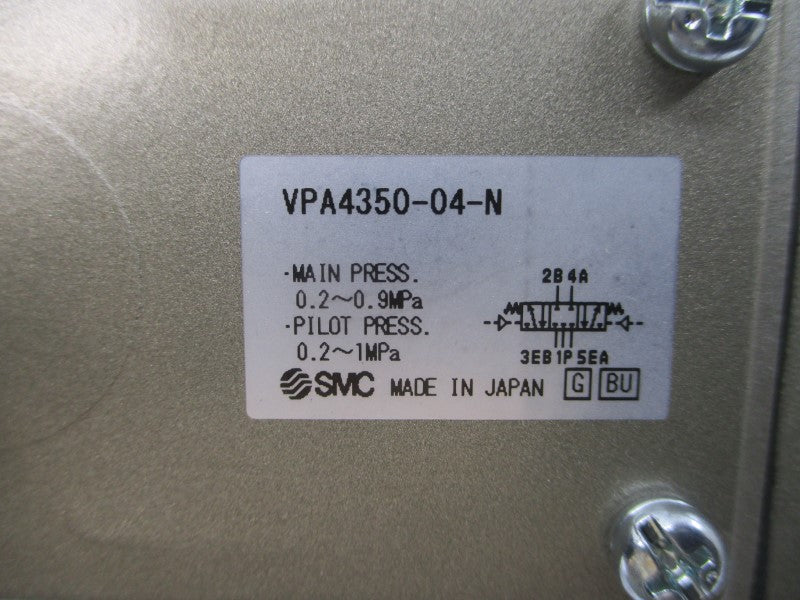 VPA4350-04-N
·MAIN PRESS.
0.2~0.9MPa
·PILOT PRESS.
0.2~1MPa
2B 4A
3EB 1P 5EA
SMC MADE IN JAPAN G BU